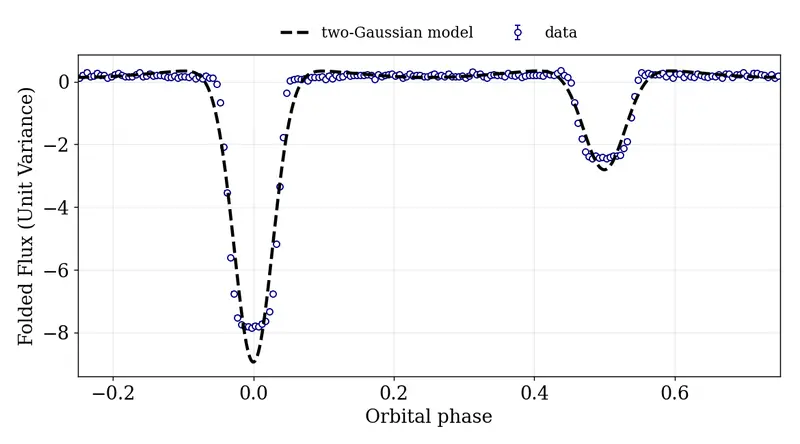 two-Gaussian model data
Folded Flux (Unit Variance)
0
−2
−4
−6
−8
−0.2 0.0 0.2 0.4 0.6
Orbital phase